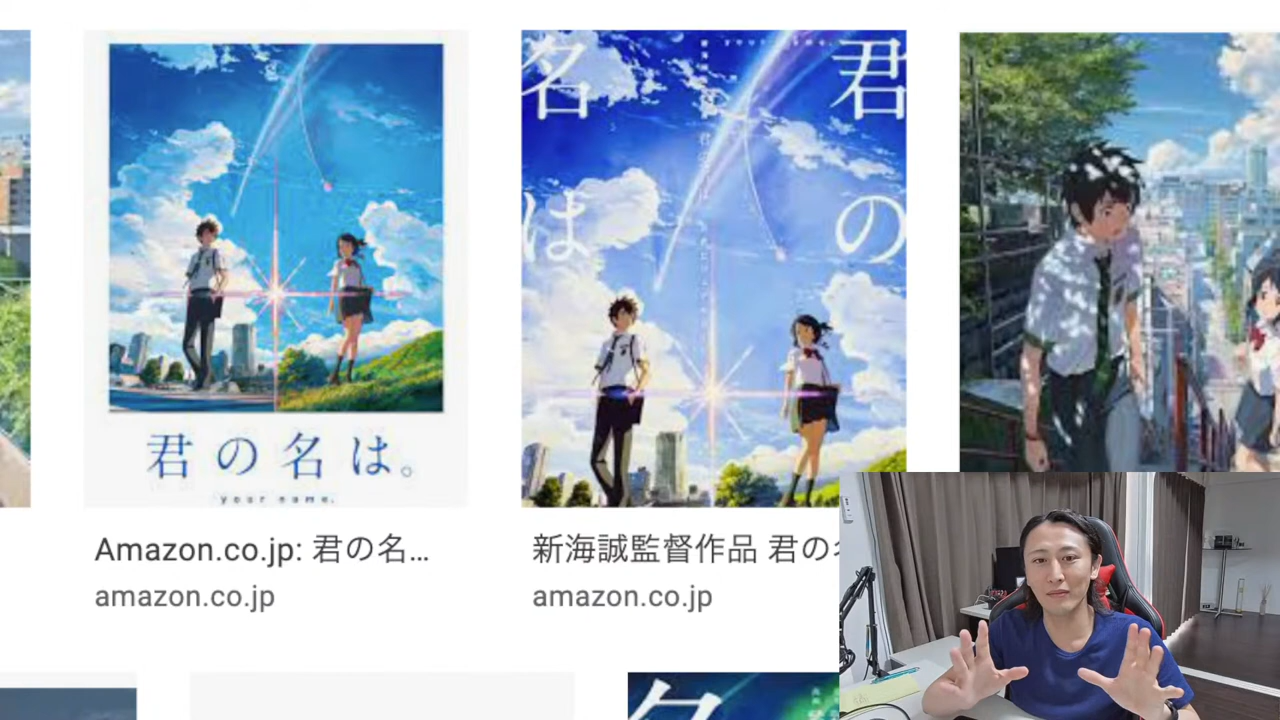 君の名は。
your name.
Amazon.co.jp: 君の名...
amazon.co.jp
君の
名は
新海誠監督作品 君の
amazon.co.jp